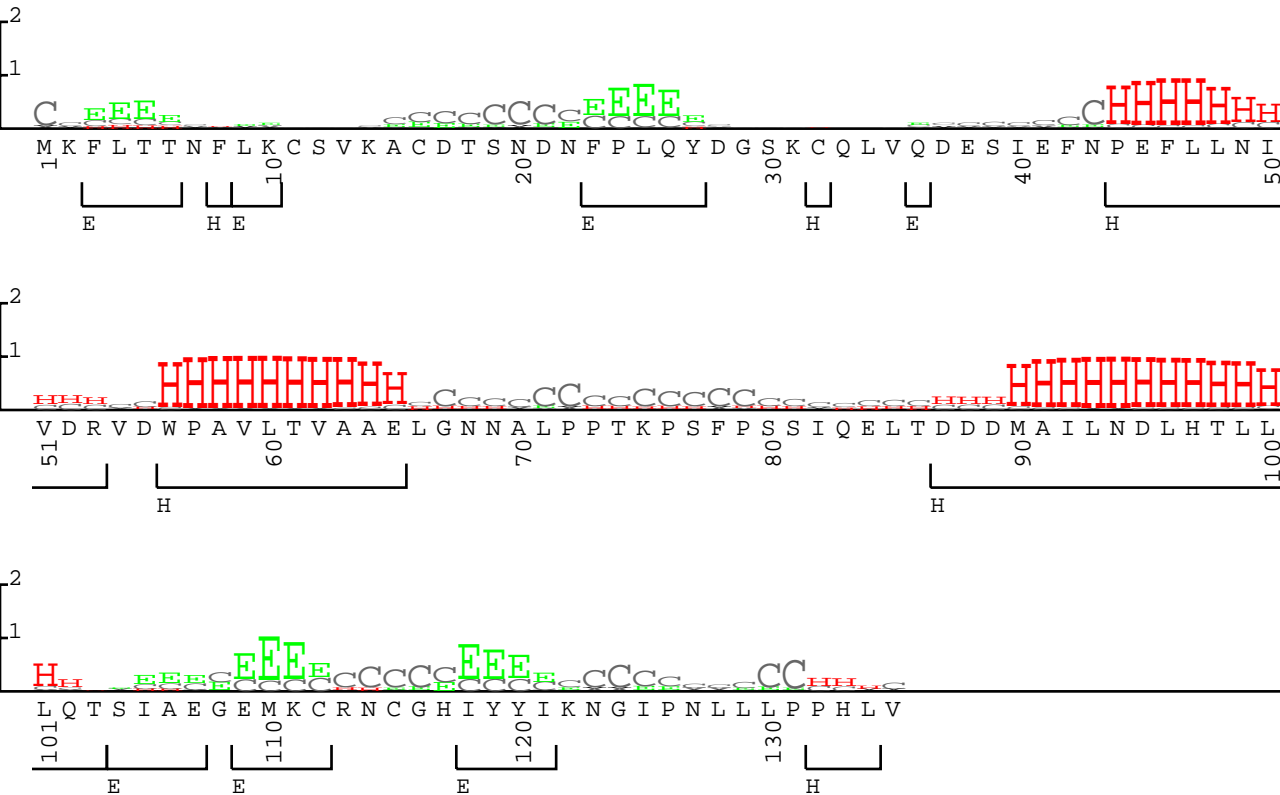 2
1
M K F L T T N F L K C S V K A C D T S N D N F P L Q Y D G S K C Q L V Q D E S I E F N P E F L L N I
1 10 20 30 40 50
E H E E H E H
2
1
V D R V D W P A V L T V A A E L G N N A L P P T K P S F P S S I Q E L T D D D M A I L N D L H T L L
51 60 70 80 90 100
H H
2
1
L Q T S I A E G E M K C R N C G H I Y Y I K N G I P N L L L P P H L V
101 110 120 130
E E E H